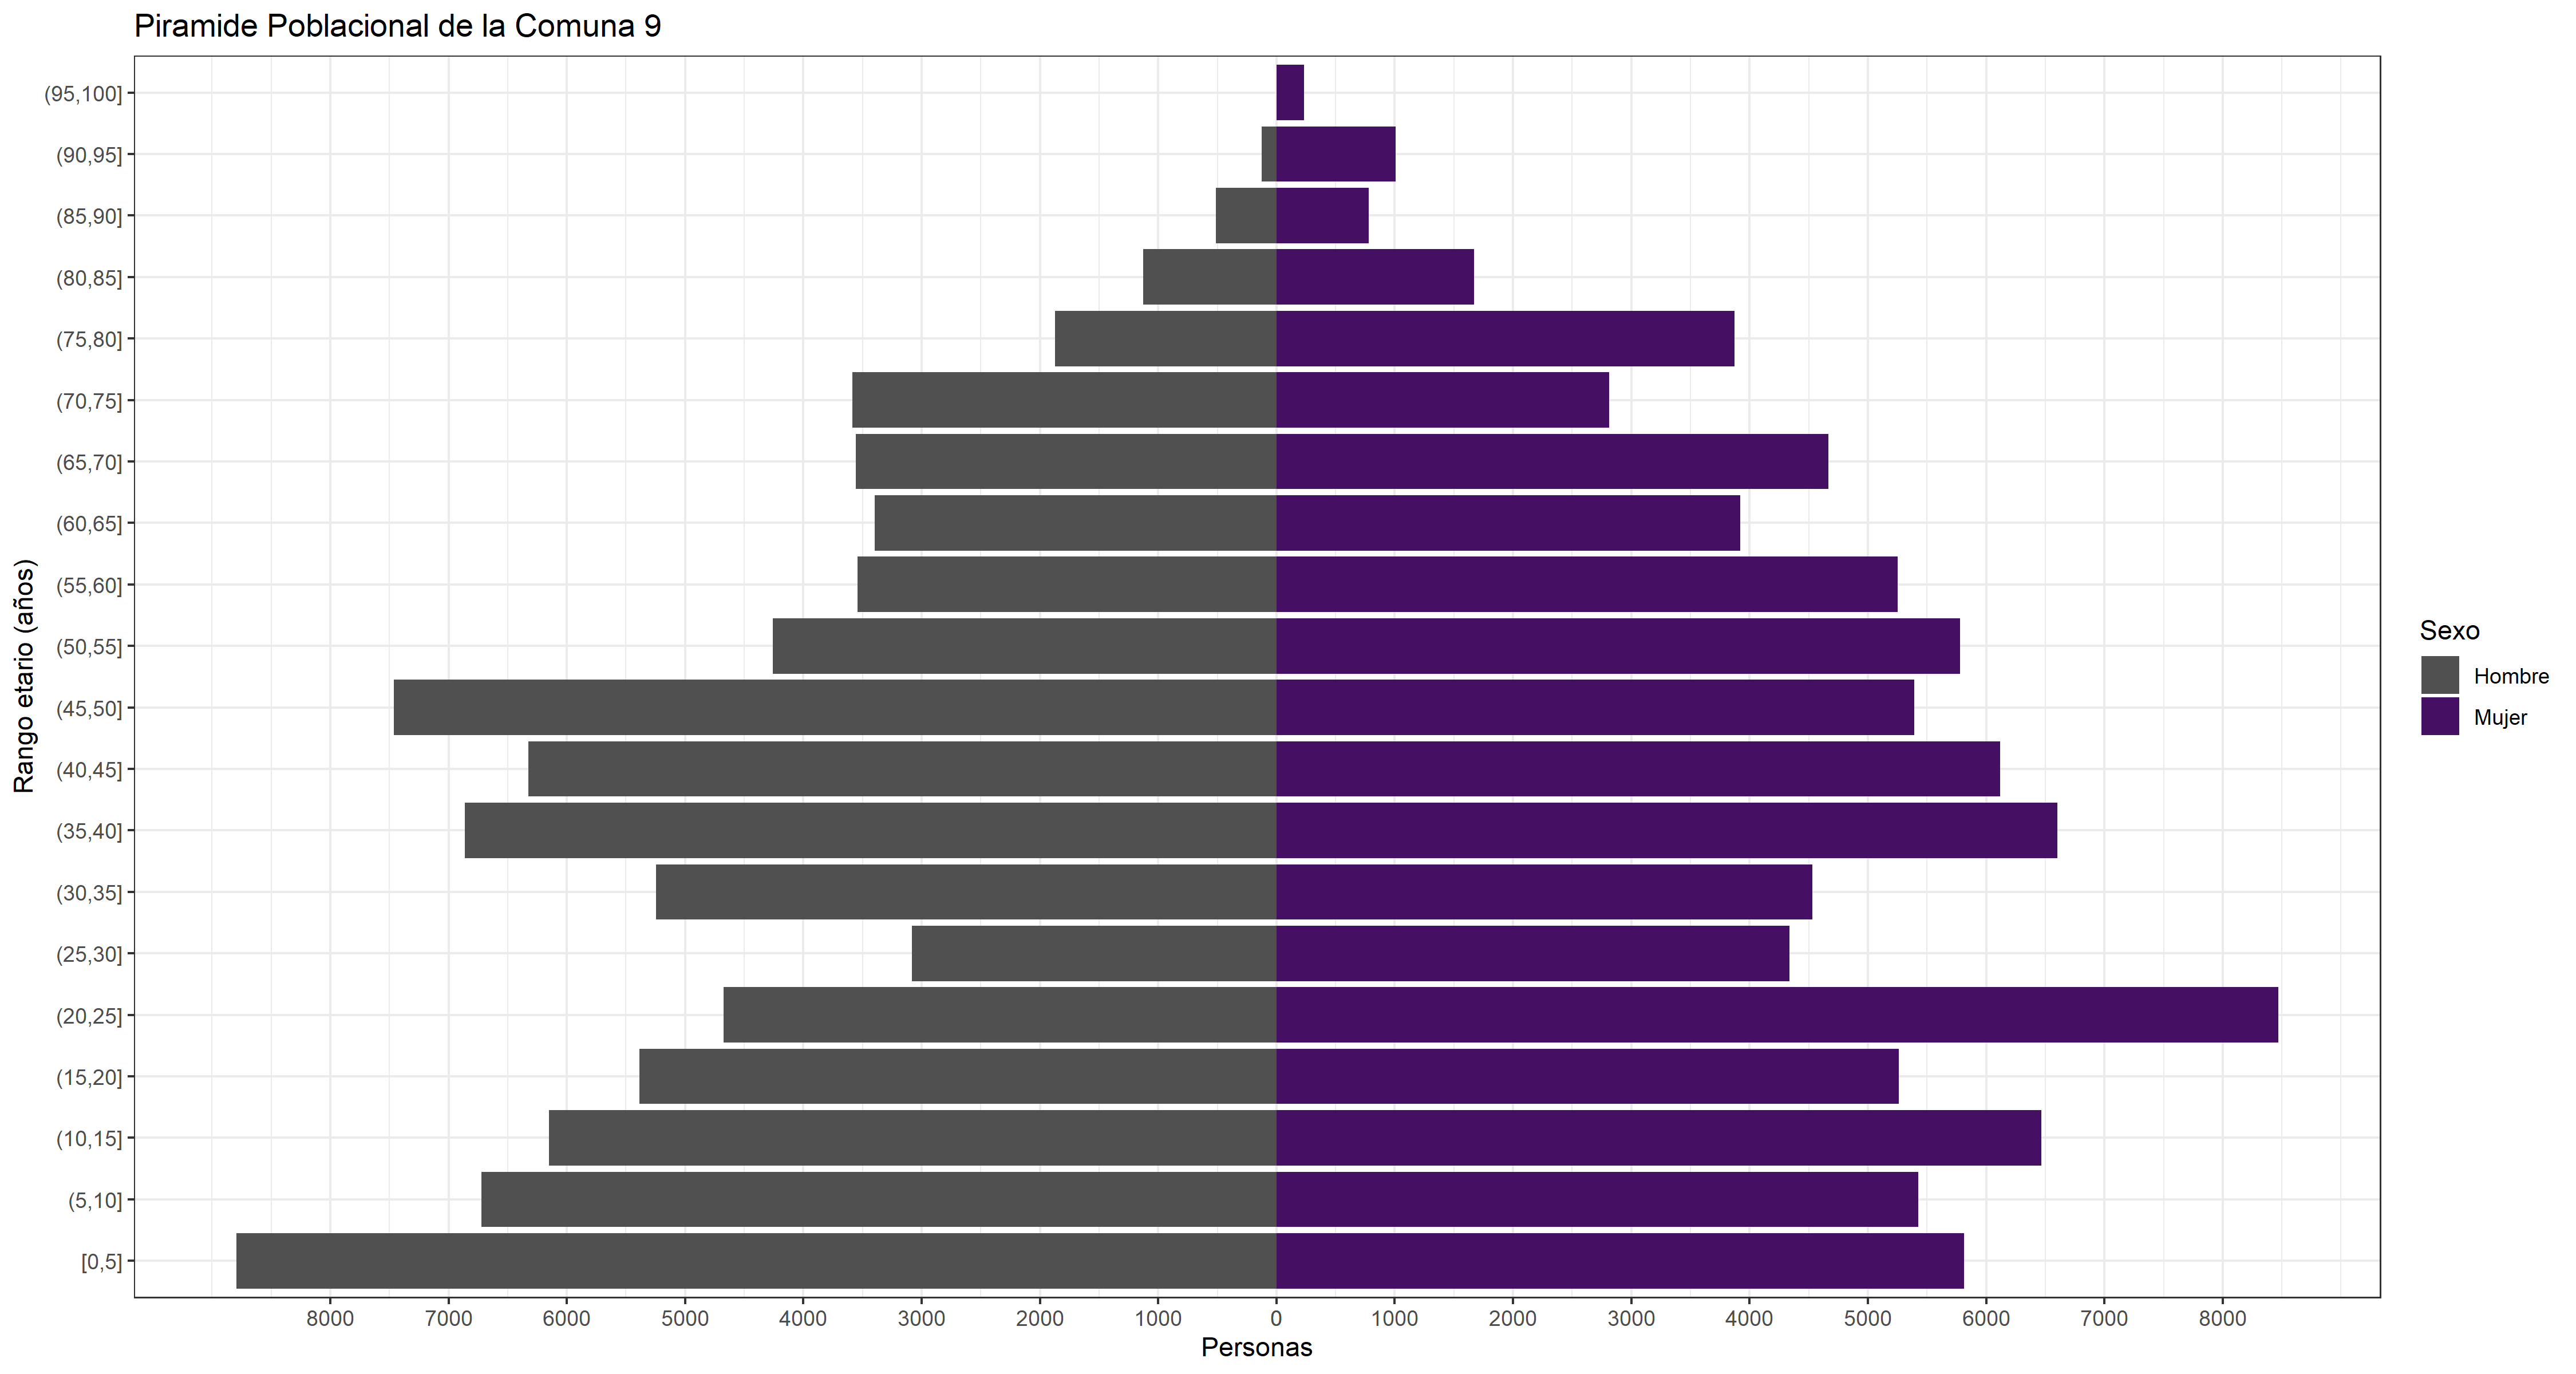 Piramide Poblacional de la Comuna 9
Rango etario (años)
(95,100]
(90,95]
(85,90]
(80,85]
(75,80]
(70,75]
(65,70]
(60,65]
(55,60]
(50,55]
(45,50]
(40,45]
(35,40]
(30,35]
(25,30]
(20,25]
(15,20]
(10,15]
(5,10]
[0,5]
8000 7000 6000 5000 4000 3000 2000 1000 0 1000 2000 3000 4000 5000 6000 7000 8000
Personas
Sexo
Hombre
Mujer